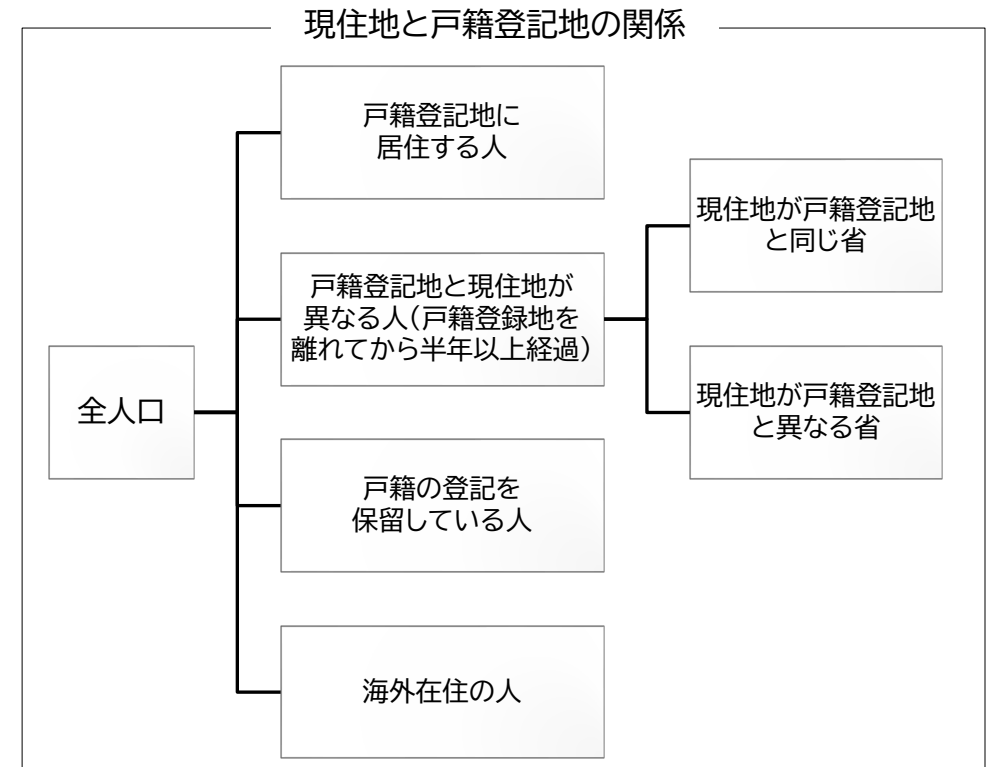 現住地と戸籍登記地の関係
全人口
戸籍登記地に
居住する人
戸籍登記地と現住地が
異なる人(戸籍登録地を
離れてから半年以上経過)
現住地が戸籍登記地
と同じ省
現住地が戸籍登記地
と異なる省
戸籍の登記を
保留している人
海外在住の人